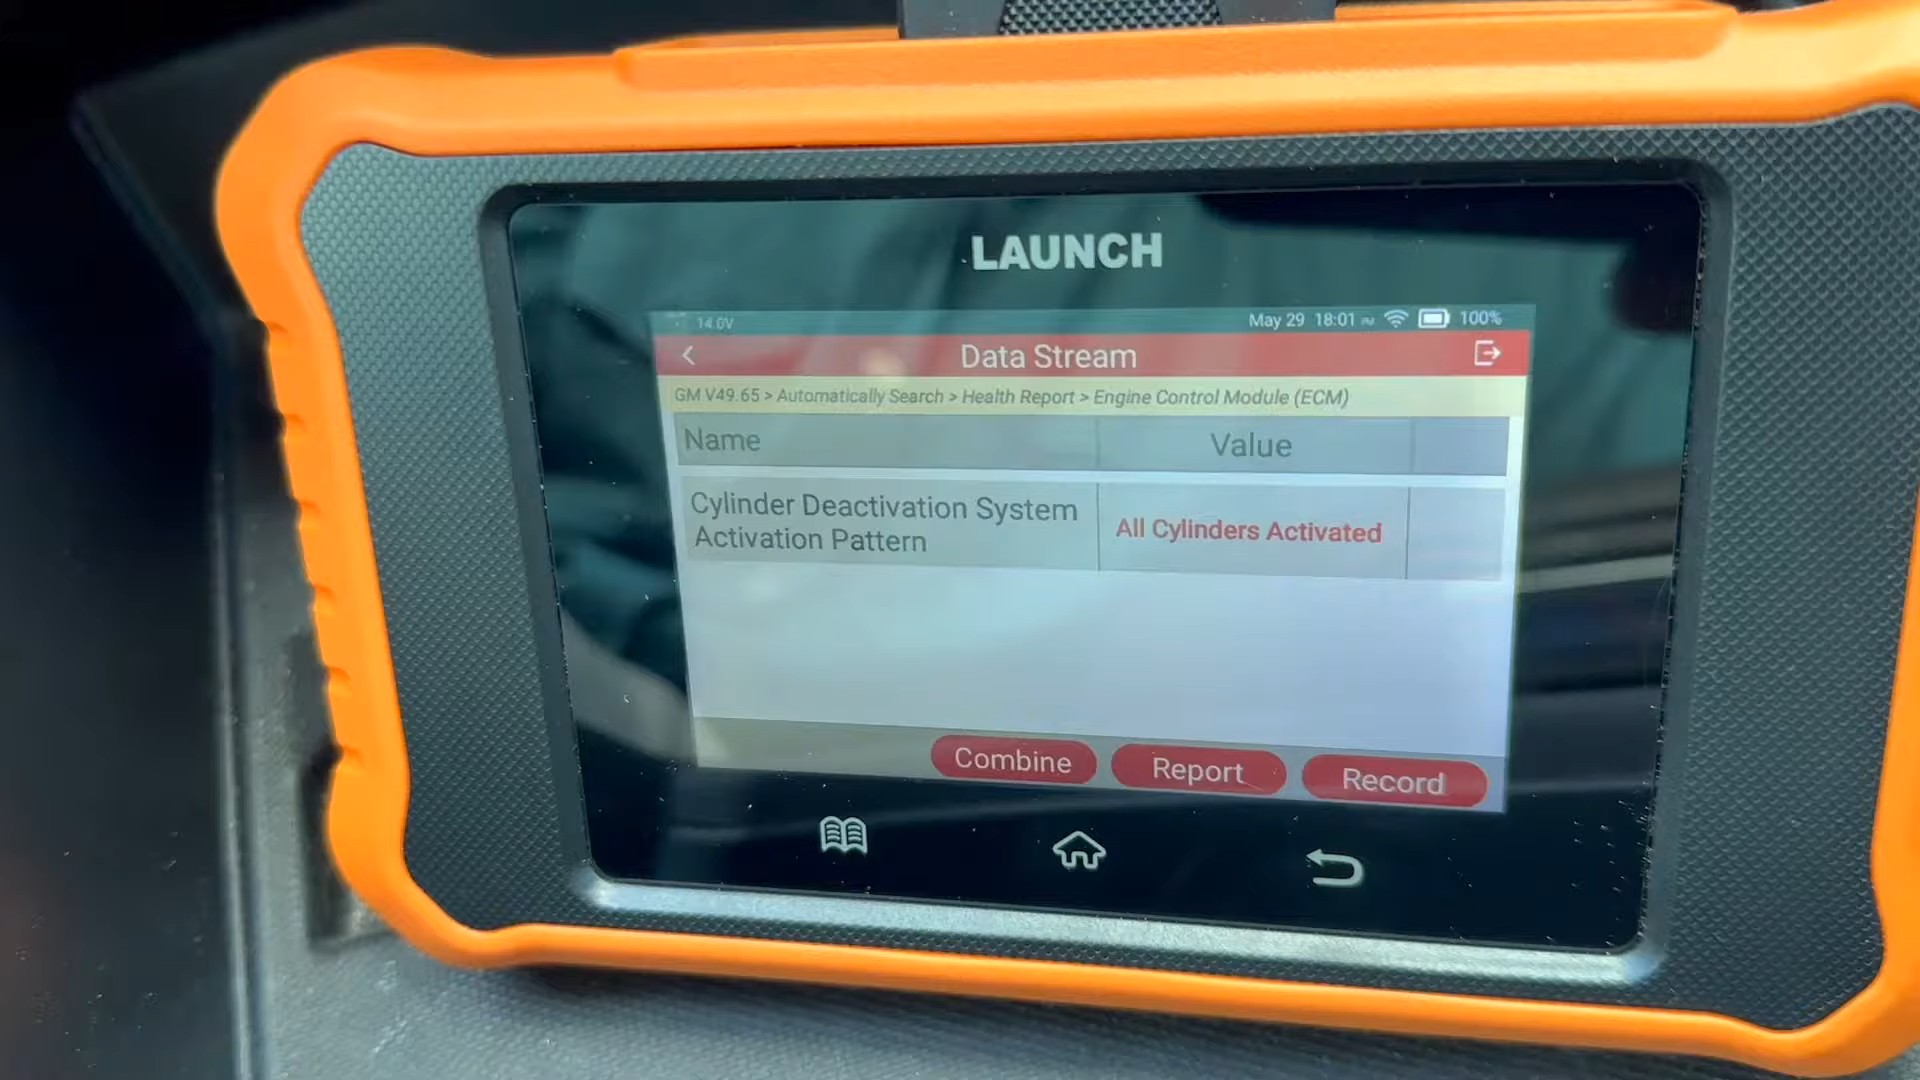 LAUNCH
14.0V
May 29 18:01 100%
Data Stream
GM V49.65 > Automatically Search > Health Report > Engine Control Module (ECM)
Name Value
Cylinder Deactivation System
Activation Pattern
All Cylinders Activated
Combine Report Record